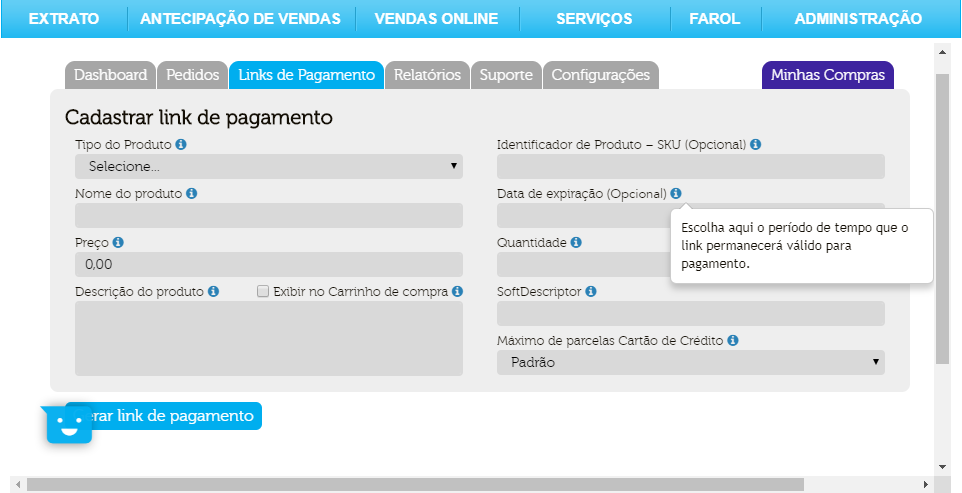 EXTRATO ANTECIPAÇÃO DE VENDAS VENDAS ONLINE SERVIÇOS FAROL ADMINISTRAÇÃO
Dashboard Pedidos Links de Pagamento Relatórios Suporte Configurações Minhas Compras
Cadastrar link de pagamento
Tipo do Produto
Selecione...
Nome do produto
Preço
0,00
Descrição do produto
Exibir no Carrinho de compra
Identificador de Produto – SKU (Opcional)
Data de expiração (Opcional)
Escolha aqui o período de tempo que o
link permanecerá válido para
pagamento.
Quantidade
SoftDescriptor
Máximo de parcelas Cartão de Crédito
Padrão
link de pagamento